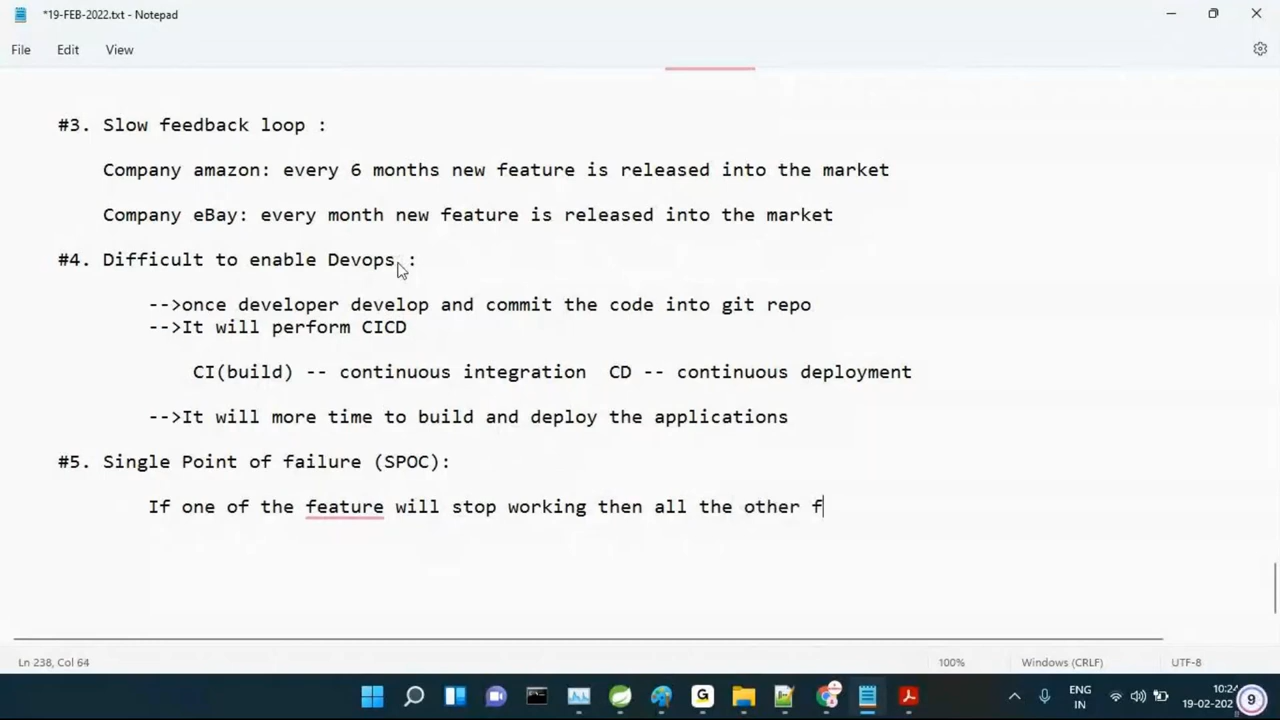 *19-FEB-2022.txt - Notepad
File Edit View
#3. Slow feedback loop :
Company amazon: every 6 months new feature is released into the market
Company eBay: every month new feature is released into the market
#4. Difficult to enable Devops :
-->once developer develop and commit the code into git repo
-->It will perform CICD
CI(build) -- continuous integration CD -- continuous deployment
-->It will more time to build and deploy the applications
#5. Single Point of failure (SPOC):
If one of the feature will stop working then all the other f
Ln 238, Col 64 100% Windows (CRLF) UTF-8
ENG 10:24
IN 19-02-202 9